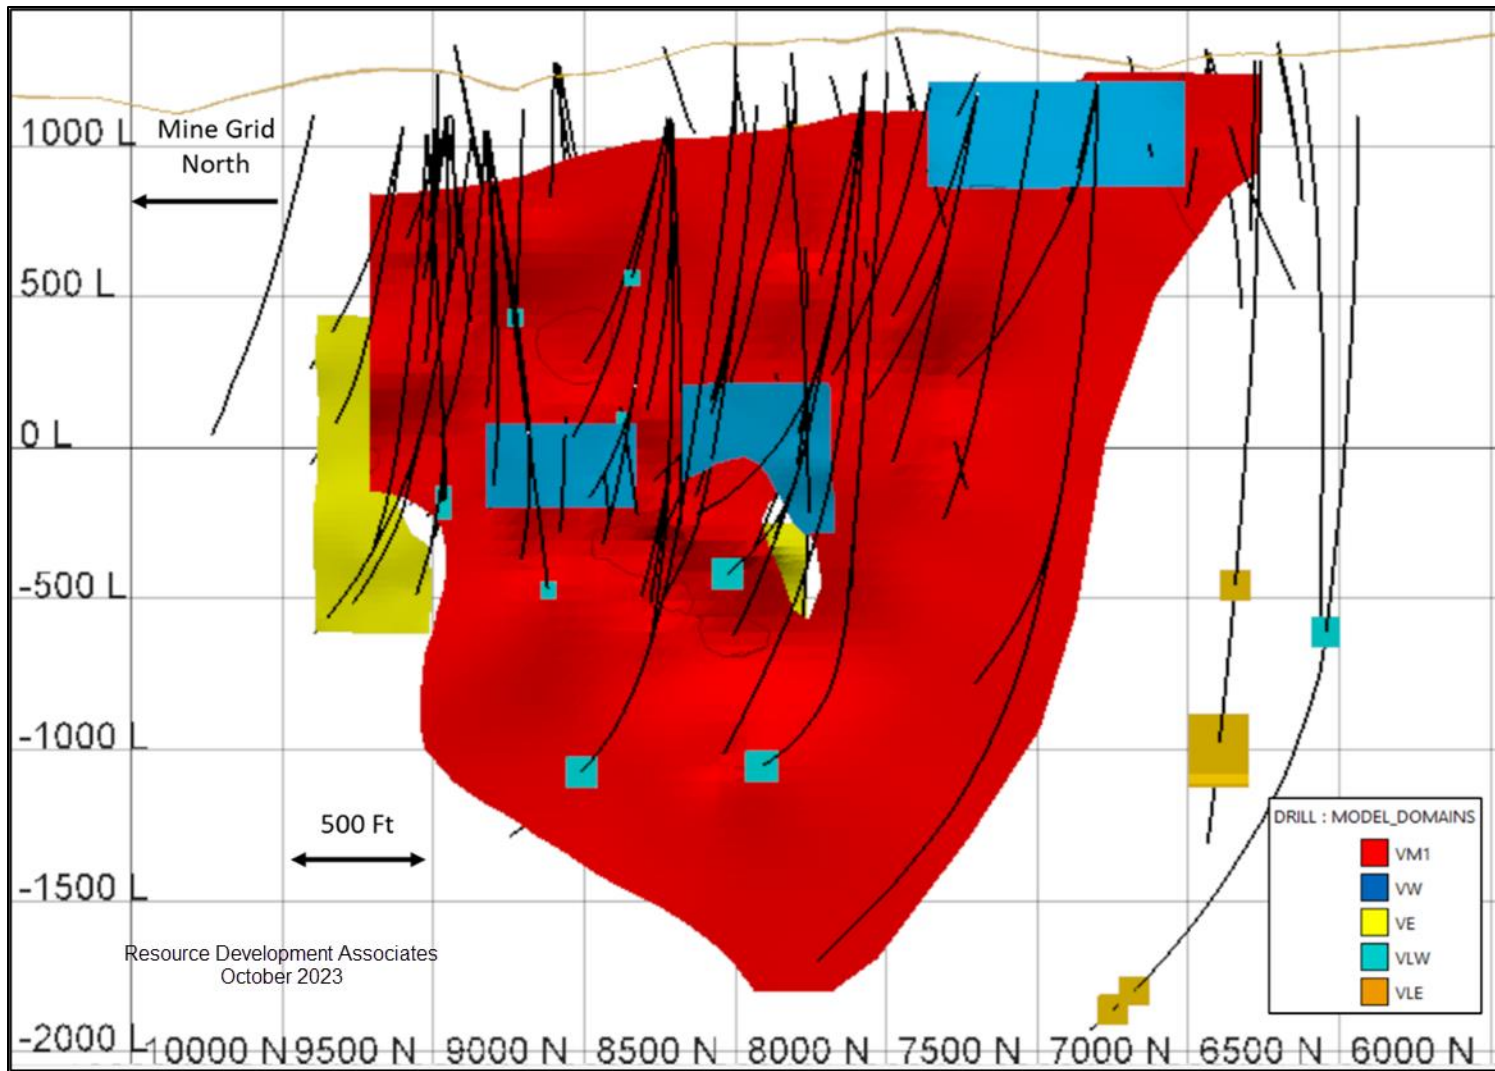 1000 L
Mine Grid
North
500 L
0 L
-500 L
-1000 L
500 Ft
-1500 L
DRILL : MODEL_DOMAINS
VM1
VW
VE
VLW
VLE
Resource Development Associates
October 2023
-2000 L
10000 N 9500 N 9000 N 8500 N 8000 N 7500 N 7000 N 6500 N 6000 N